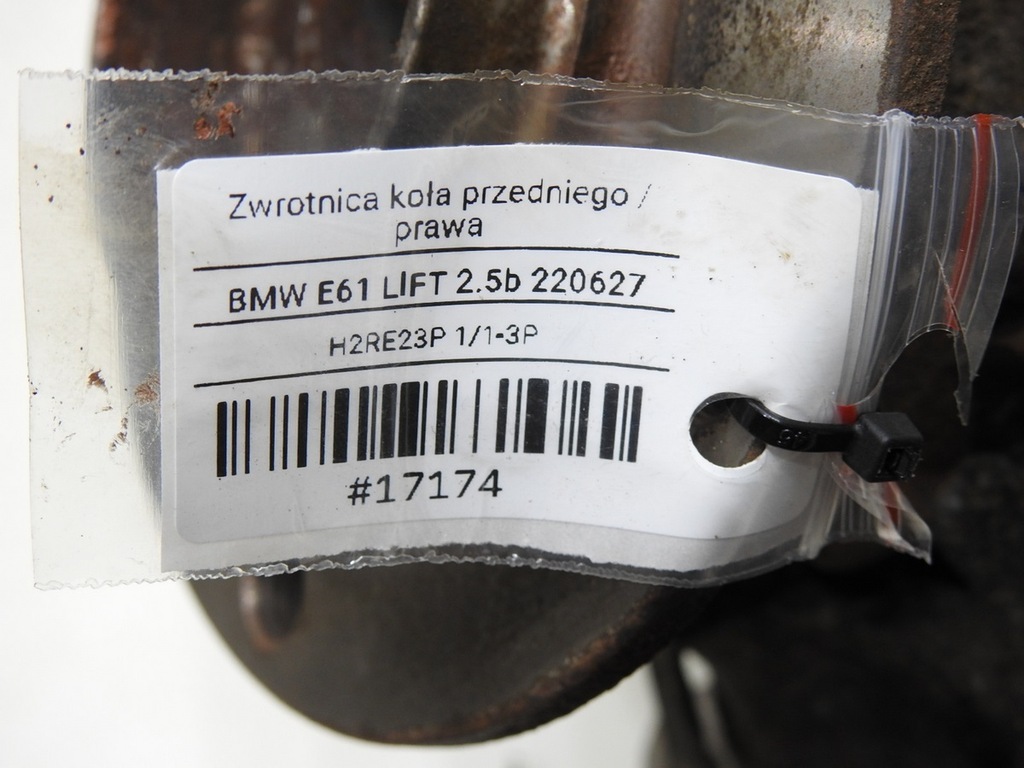 Zwrotnica koła przedniego /
prawa
BMW E61 LIFT 2.5b 220627
H2RE23P 1/1-3P
#17174